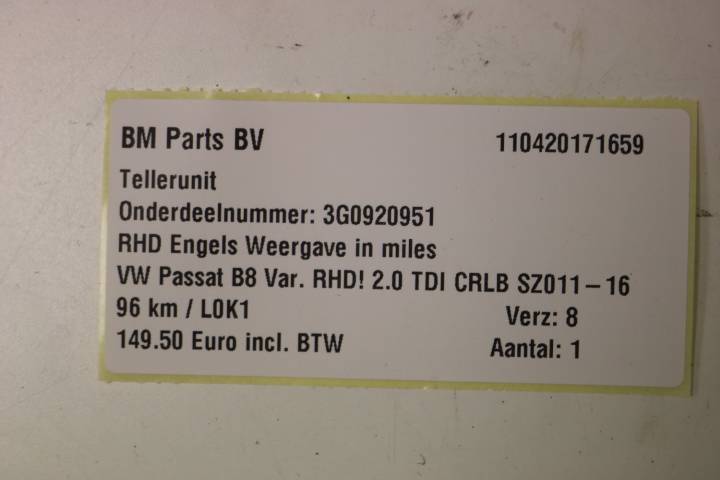 BM Parts BV 110420171659
Tellerunit
Onderdeelnummer: 3G0920951
RHD Engels Weergave in miles
VW Passat B8 Var. RHD! 2.0 TDI CRLB SZ011-16
96 km / L0K1 Verz: 8
149.50 Euro incl. BTW Aantal: 1